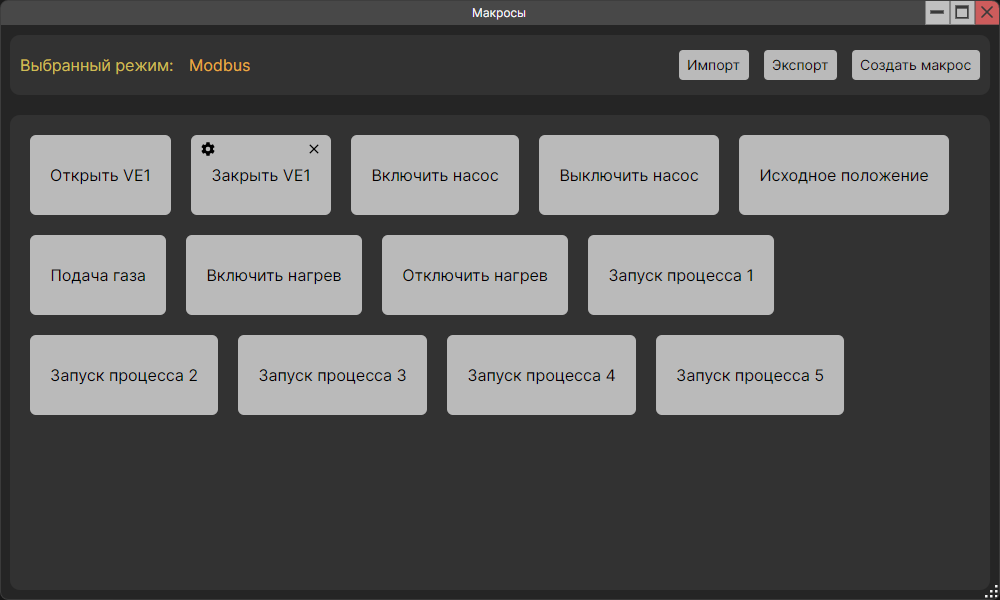 Макросы
Выбранный режим: Modbus Импорт Экспорт Создать макрос
Открыть VE1 Закрыть VE1 Включить насос Выключить насос Исходное положение
Подача газа Включить нагрев Отключить нагрев Запуск процесса 1
Запуск процесса 2 Запуск процесса 3 Запуск процесса 4 Запуск процесса 5